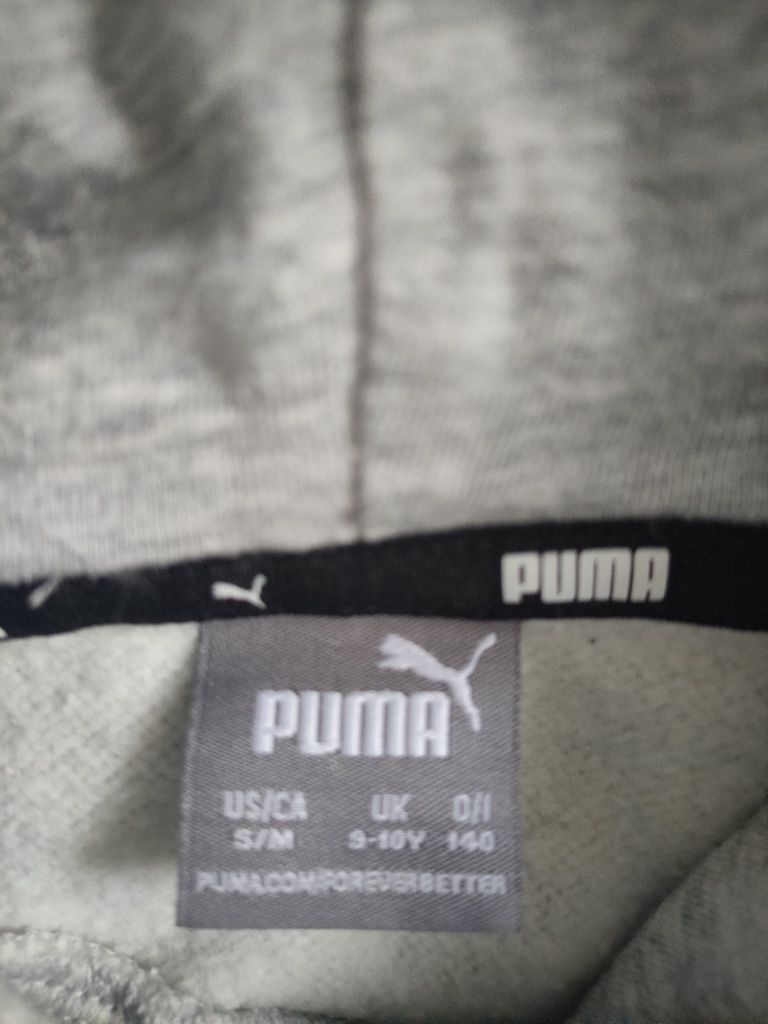 PUMA
PUMA
US/CA UK D/I
S/M 9-10Y 140
PUMA.COM/FOREVERBETTER